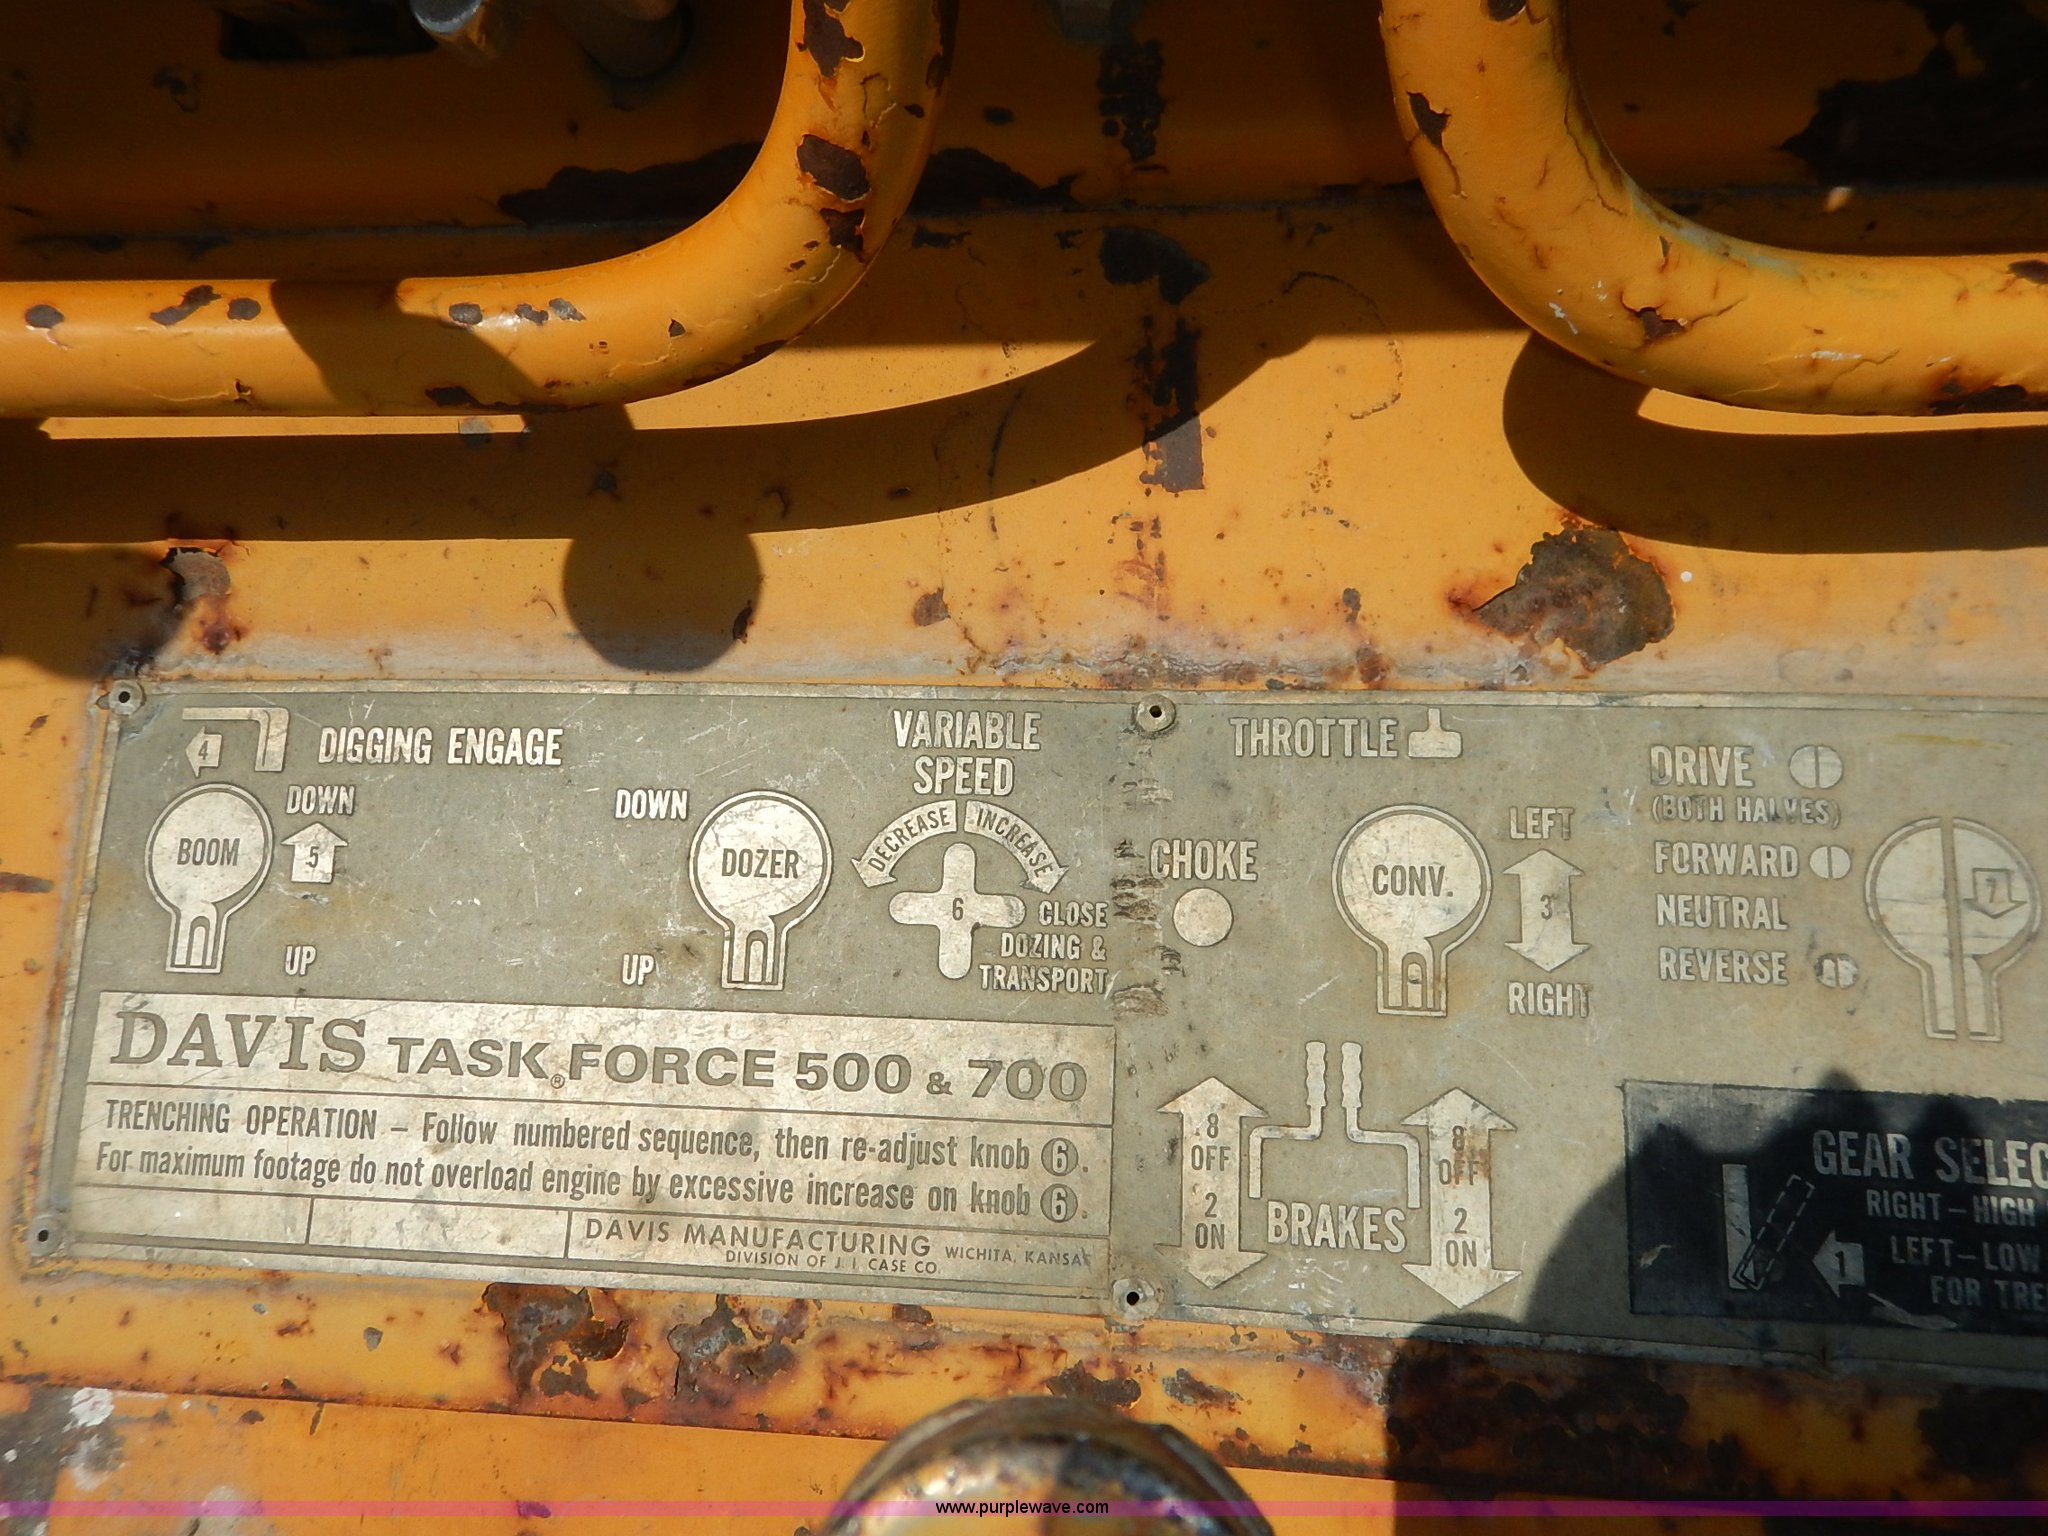 4
DIGGING ENGAGE
BOOM
DOWN
5
UP
DOWN
UP
DOZER
VARIABLE
SPEED
DECREASE
INCREASE
6
CLOSE
DOZING &
TRANSPORT
THROTTLE
CHOKE
CONV.
LEFT
3
RIGHT
DRIVE
(BOTH HALVES)
FORWARD
NEUTRAL
REVERSE
7
DAVIS TASK® FORCE 500 & 700
TRENCHING OPERATION – Follow numbered sequence, then re-adjust knob 6.
For maximum footage do not overload engine by excessive increase on knob 6.
DAVIS MANUFACTURING WICHITA, KANSAS
DIVISION OF J. I. CASE CO.
8
OFF
2
ON
BRAKES
8
OFF
2
ON
GEAR SELEC
RIGHT – HIGH
LEFT – LOW
FOR TRE
1
www.purplewave.com